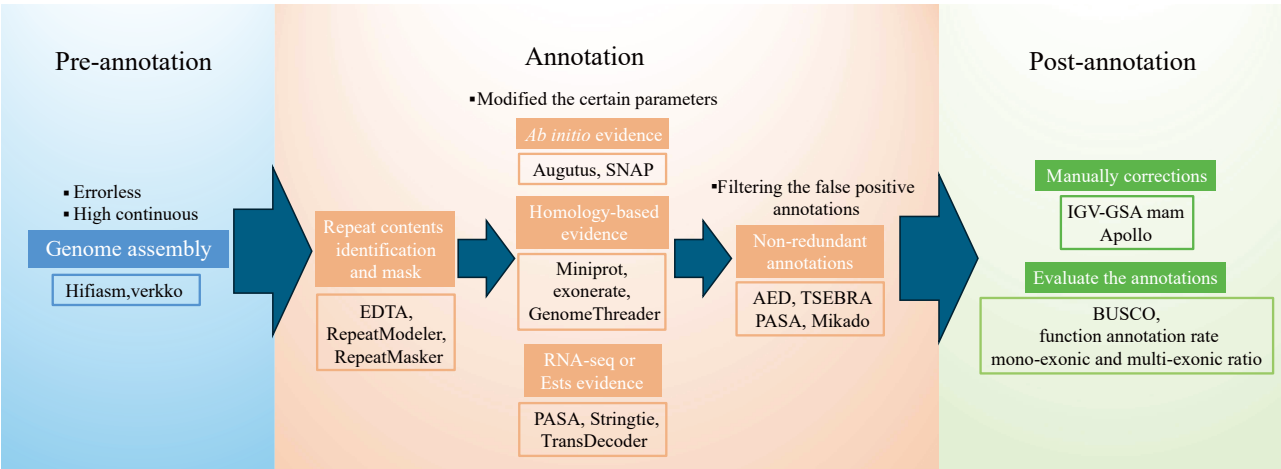 Pre-annotation
▪ Errorless
▪ High continuous
Genome assembly
Hifiasm,verkko
Annotation
Repeat contents
identification
and mask
EDTA,
RepeatModeler,
RepeatMasker
▪Modified the certain parameters
Ab initio evidence
Augutus, SNAP
Homology-based
evidence
Miniprot,
exonerate,
GenomeThreader
RNA-seq or
Ests evidence
PASA, Stringtie,
TransDecoder
▪Filtering the false positive
annotations
Non-redundant
annotations
AED, TSEBRA
PASA, Mikado
Post-annotation
Manually corrections
IGV-GSA mam
Apollo
Evaluate the annotations
BUSCO,
function annotation rate
mono-exonic and multi-exonic ratio